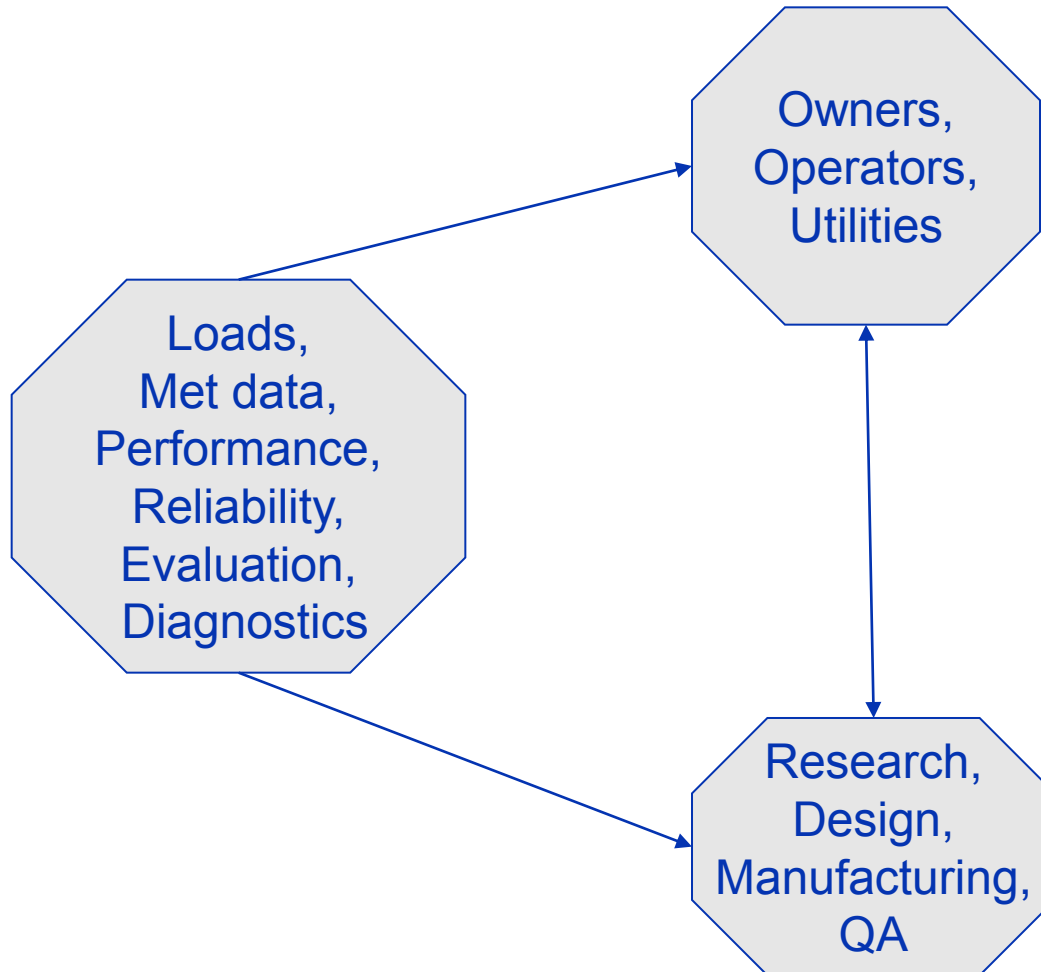 Owners,
Operators,
Utilities
Loads,
Met data,
Performance,
Reliability,
Evaluation,
Diagnostics
Research,
Design,
Manufacturing,
QA